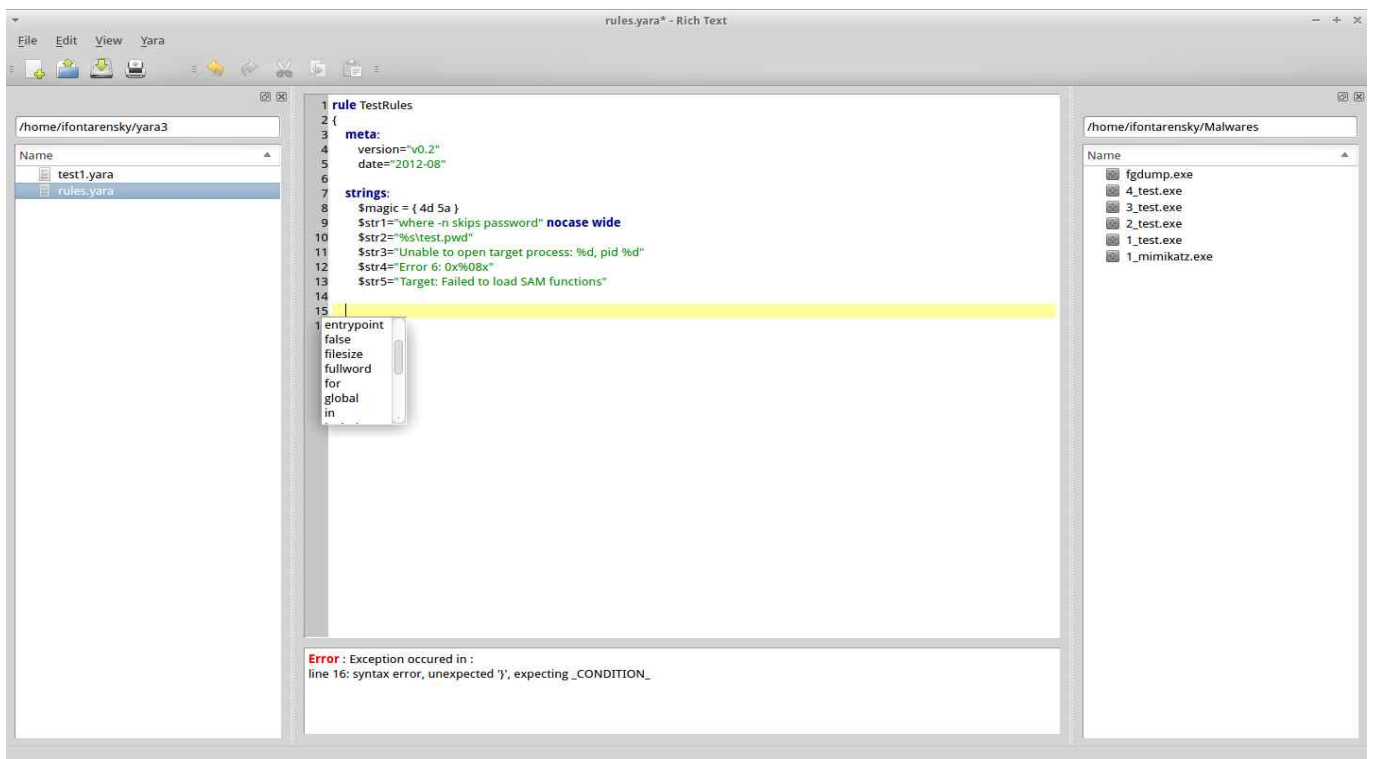 rules.yara* - Rich Text
File Edit View Yara
/home/ifontarensky/yara3
Name
test1.yara
rules.yara
1 rule TestRules
2 {
3 meta:
4 version="v0.2"
5 date="2012-08"
6
7 strings:
8 $magic = { 4d 5a }
9 $str1="where -n skips password" nocase wide
10 $str2="%s\test.pwd"
11 $str3="Unable to open target process: %d, pid %d"
12 $str4="Error 6: 0x%08x"
13 $str5="Target: Failed to load SAM functions"
14
15
1
entrypoint
false
filesize
fullword
for
global
in
Error : Exception occured in :
line 16: syntax error, unexpected '}', expecting _CONDITION_
/home/ifontarensky/Malwares
Name
fgdump.exe
4_test.exe
3_test.exe
2_test.exe
1_test.exe
1_mimikatz.exe